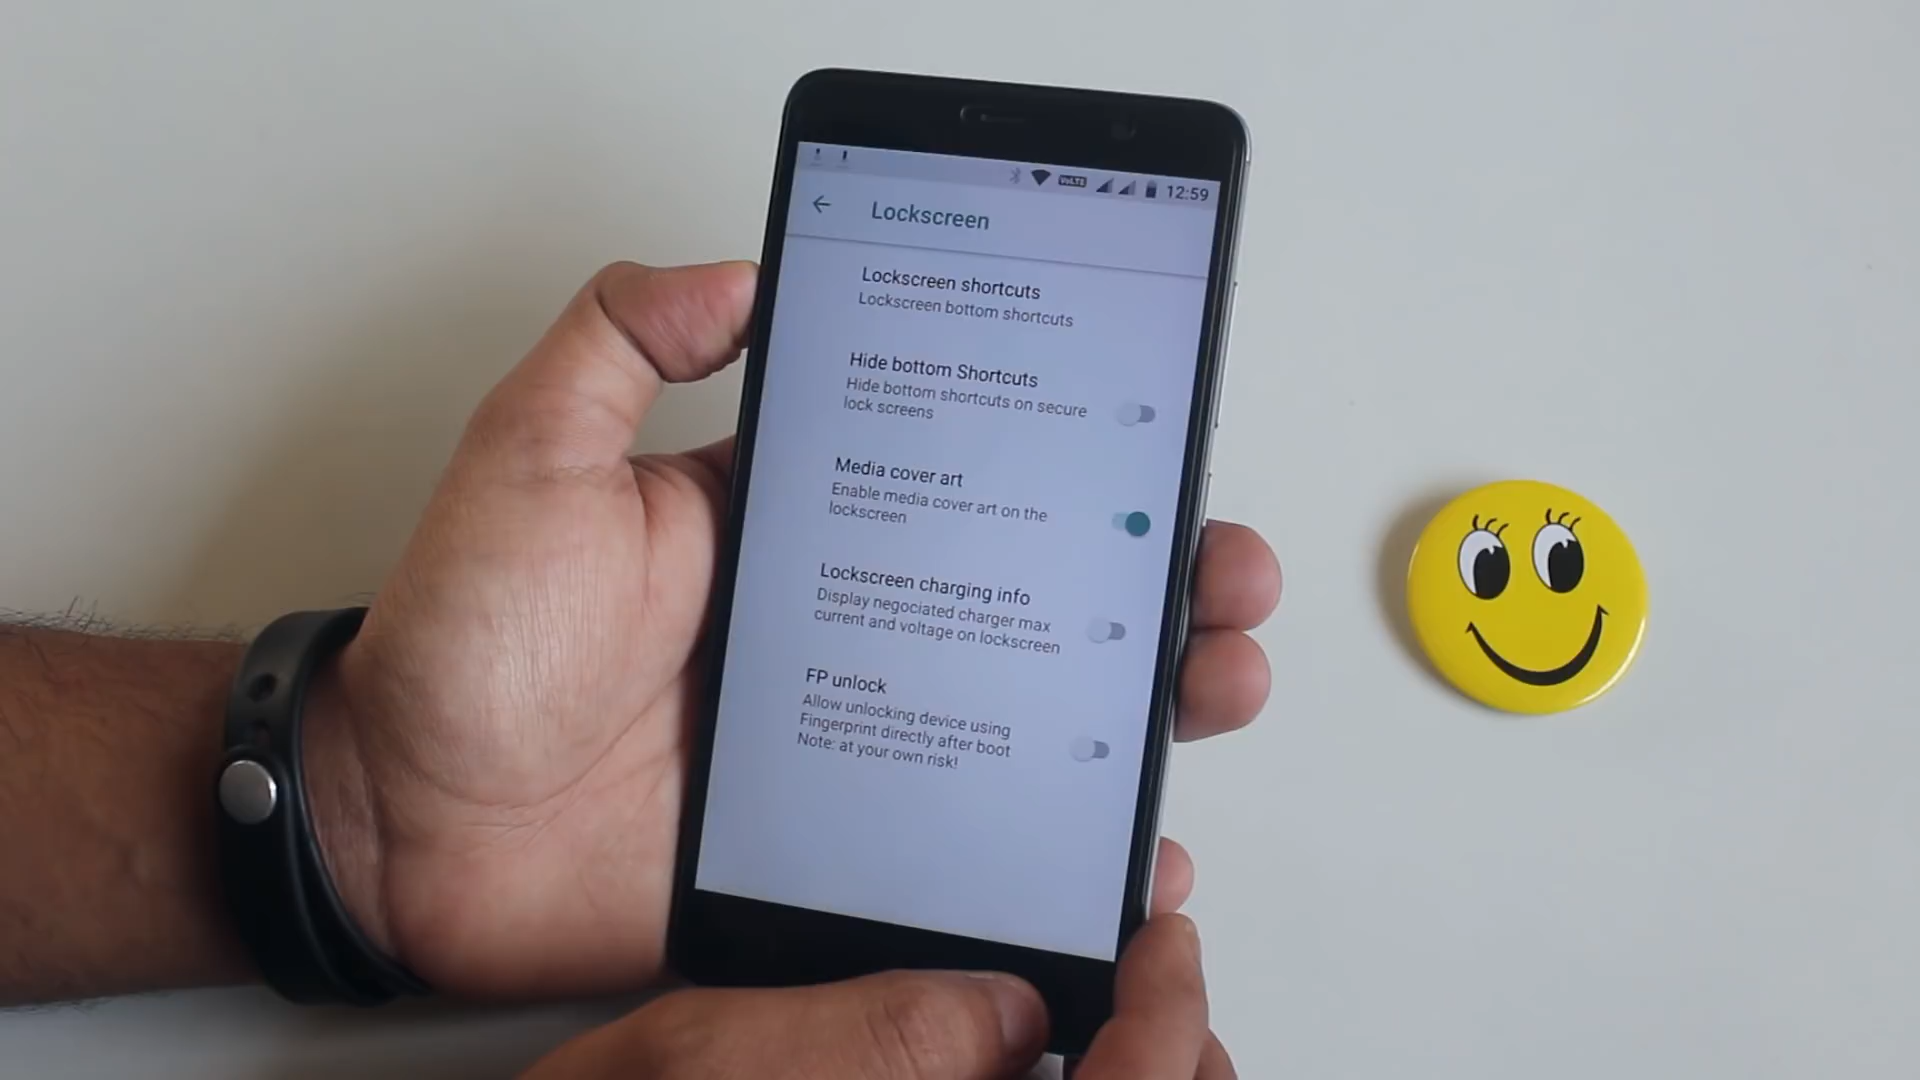 VoLTE 12:59
Lockscreen
Lockscreen shortcuts
Lockscreen bottom shortcuts
Hide bottom Shortcuts
Hide bottom shortcuts on secure
lock screens
Media cover art
Enable media cover art on the
lockscreen
Lockscreen charging info
Display negociated charger max
current and voltage on lockscreen
FP unlock
Allow unlocking device using
Fingerprint directly after boot
Note: at your own risk!